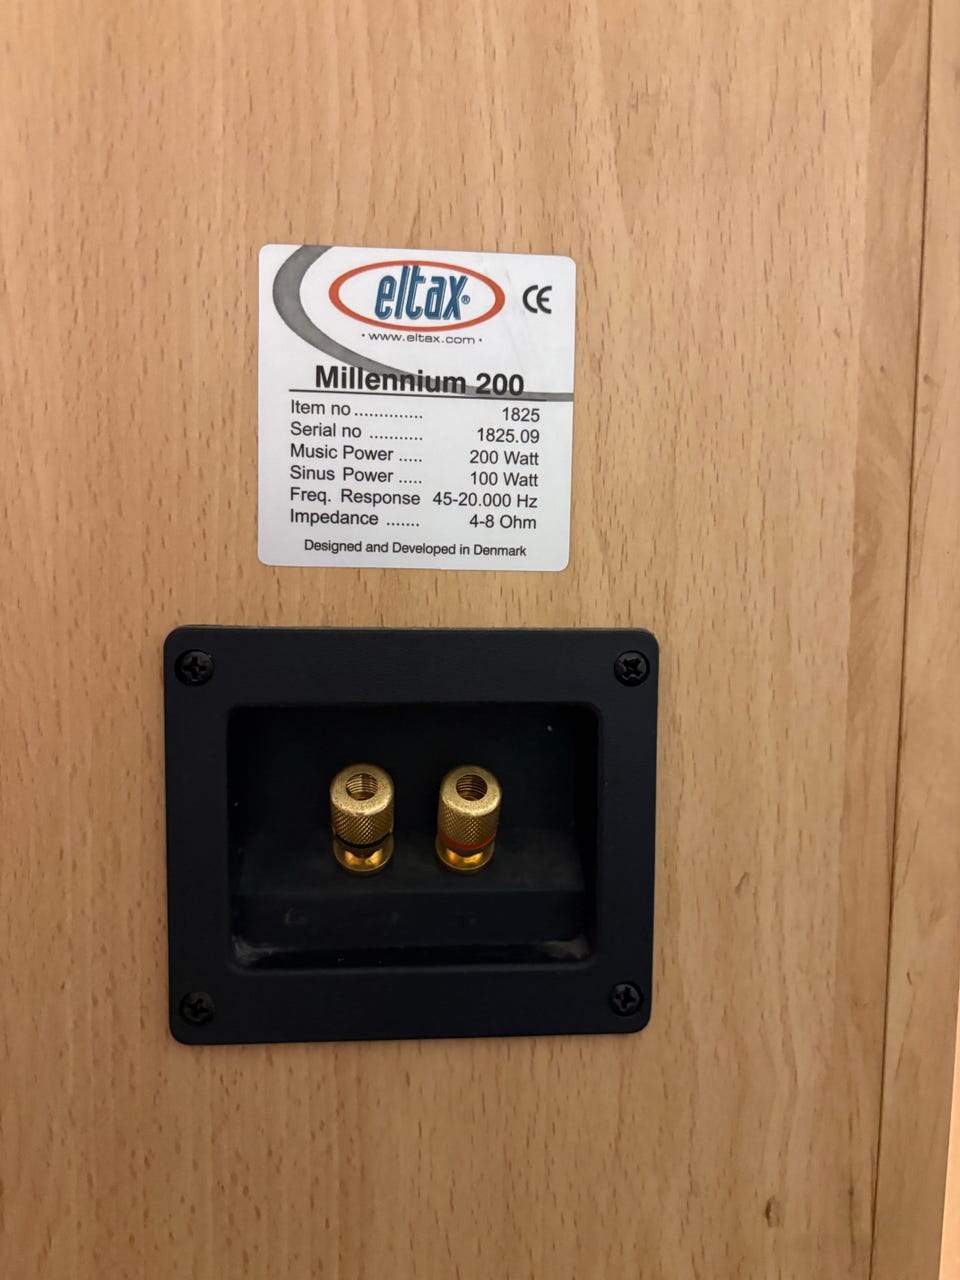 eltax®
CE
• www.eltax.com •
Millennium 200
Item no.............. 1825
Serial no ........... 1825.09
Music Power ..... 200 Watt
Sinus Power ..... 100 Watt
Freq. Response 45-20.000 Hz
Impedance ....... 4-8 Ohm
Designed and Developed in Denmark